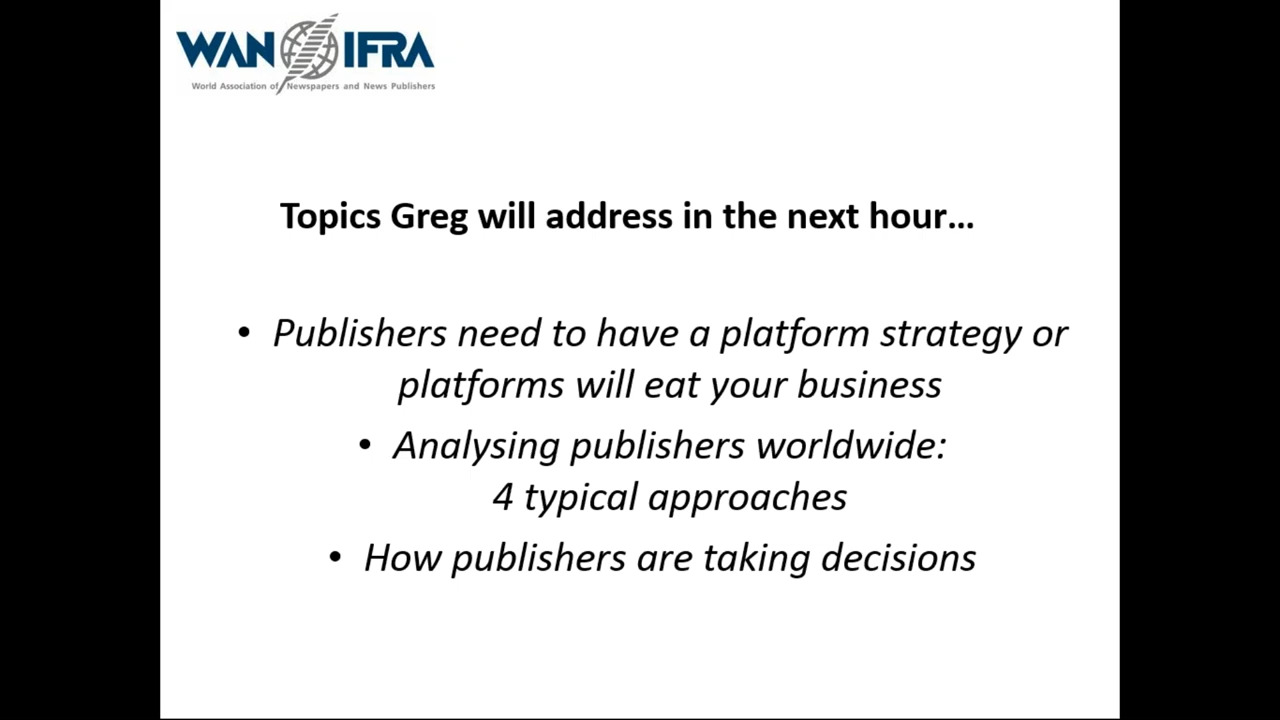 WAN IFRA
World Association of Newspapers and News Publishers
Topics Greg will address in the next hour...
• Publishers need to have a platform strategy or
platforms will eat your business
• Analysing publishers worldwide:
4 typical approaches
• How publishers are taking decisions